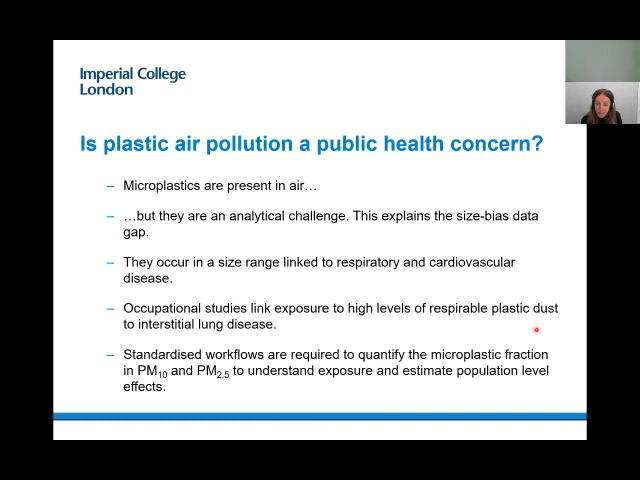 Imperial College
London
Is plastic air pollution a public health concern?
– Microplastics are present in air…
– …but they are an analytical challenge. This explains the size-bias data
gap.
– They occur in a size range linked to respiratory and cardiovascular
disease.
– Occupational studies link exposure to high levels of respirable plastic dust
to interstitial lung disease.
– Standardised workflows are required to quantify the microplastic fraction
in PM10 and PM2.5 to understand exposure and estimate population level
effects.